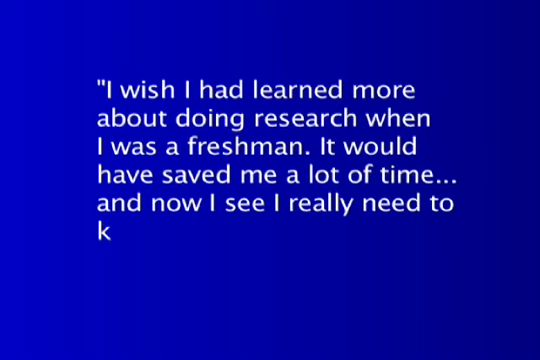 "I wish I had learned more
about doing research when
I was a freshman. It would
have saved me a lot of time...
and now I see I really need to
k